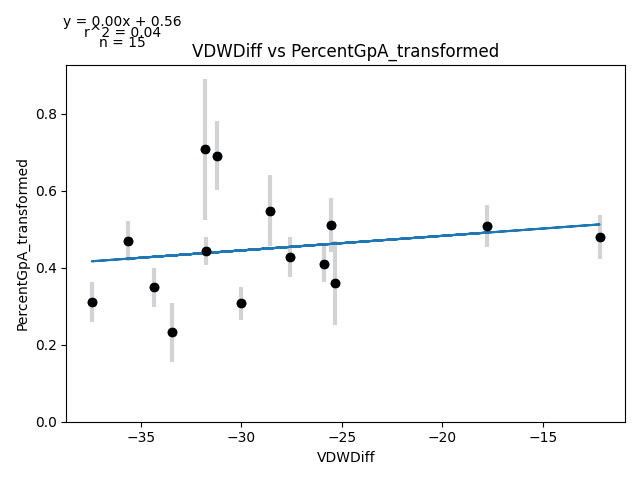 y = 0.00x + 0.56
r^2 = 0.04
n = 15
VDWDiff vs PercentGpA_transformed
PercentGpA_transformed
0.8
0.6
0.4
0.2
0.0
−35
−30
−25
−20
−15
VDWDiff